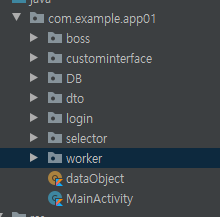 java
com.example.app01
boss
custominterface
DB
dto
login
selector
worker
dataObject
MainActivity